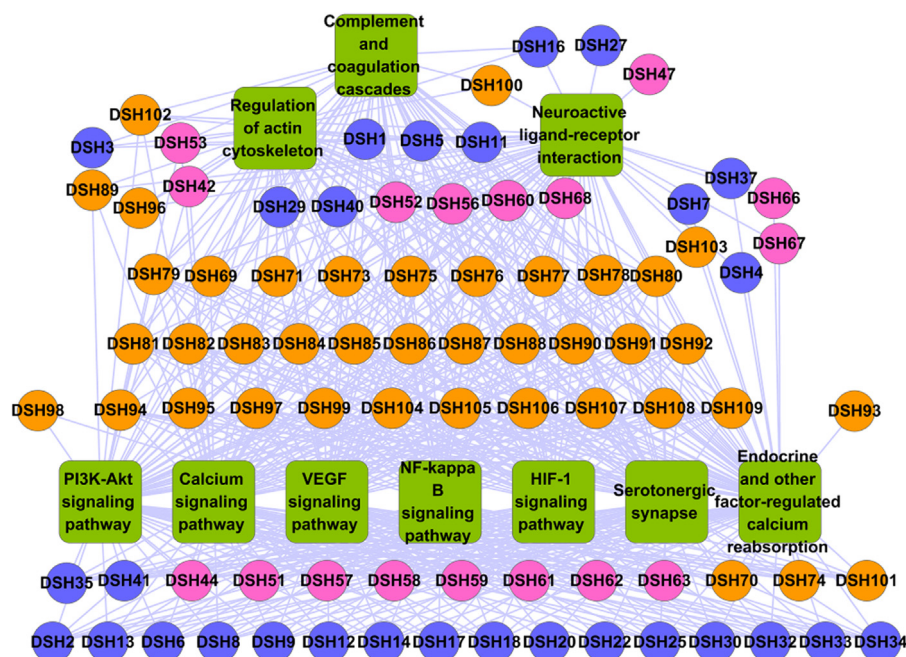 Complement
and
coagulation
cascades
DSH16
DSH27
DSH47
DSH100
DSH102
Regulation
of actin
cytoskeleton
Neuroactive
ligand-receptor
interaction
DSH3
DSH53
DSH1
DSH5
DSH11
DSH89
DSH42
DSH96
DSH29
DSH40
DSH52
DSH56
DSH60
DSH68
DSH37
DSH7
DSH66
DSH103
DSH67
DSH4
DSH79
DSH69
DSH71
DSH73
DSH75
DSH76
DSH77
DSH78
DSH80
DSH81
DSH82
DSH83
DSH84
DSH85
DSH86
DSH87
DSH88
DSH90
DSH91
DSH92
DSH98
DSH94
DSH95
DSH97
DSH99
DSH104
DSH105
DSH106
DSH107
DSH108
DSH109
DSH93
PI3K-Akt
signaling
pathway
Calcium
signaling
pathway
VEGF
signaling
pathway
NF-kappa
B
signaling
pathway
HIF-1
signaling
pathway
Serotonergic
synapse
Endocrine
and other
factor-regulated
calcium
reabsorption
DSH35
DSH41
DSH44
DSH51
DSH57
DSH58
DSH59
DSH61
DSH62
DSH63
DSH70
DSH74
DSH101
DSH2
DSH13
DSH6
DSH8
DSH9
DSH12
DSH14
DSH17
DSH18
DSH20
DSH22
DSH25
DSH30
DSH32
DSH33
DSH34